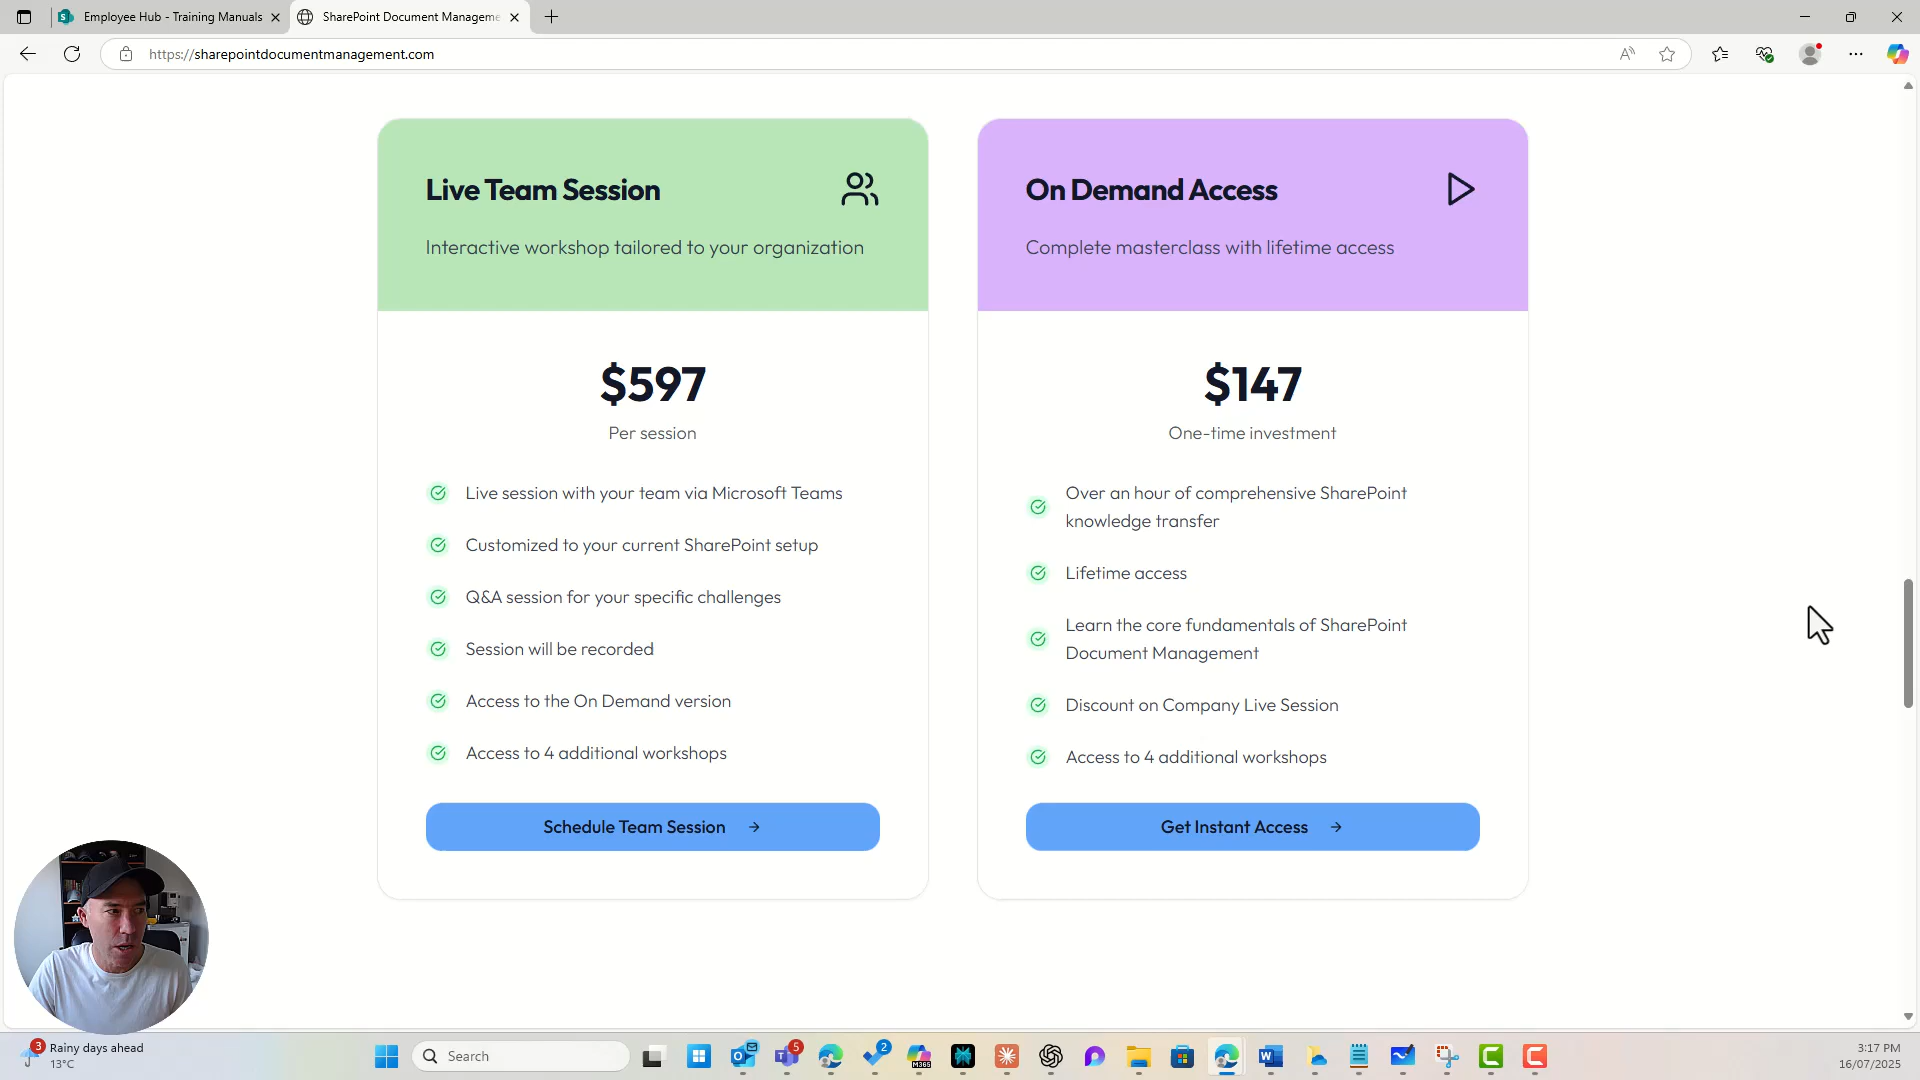 Employee Hub - Training Manuals
SharePoint Document Manageme
https://sharepointdocumentmanagement.com
Live Team Session
Interactive workshop tailored to your organization
$597
Per session
Live session with your team via Microsoft Teams
Customized to your current SharePoint setup
Q&A session for your specific challenges
Session will be recorded
Access to the On Demand version
Access to 4 additional workshops
Schedule Team Session
On Demand Access
Complete masterclass with lifetime access
$147
One-time investment
Over an hour of comprehensive SharePoint
knowledge transfer
Lifetime access
Learn the core fundamentals of SharePoint
Document Management
Discount on Company Live Session
Access to 4 additional workshops
Get Instant Access
3
Rainy days ahead
13°C
Search
5
2
M365
3:17 PM
16/07/2025